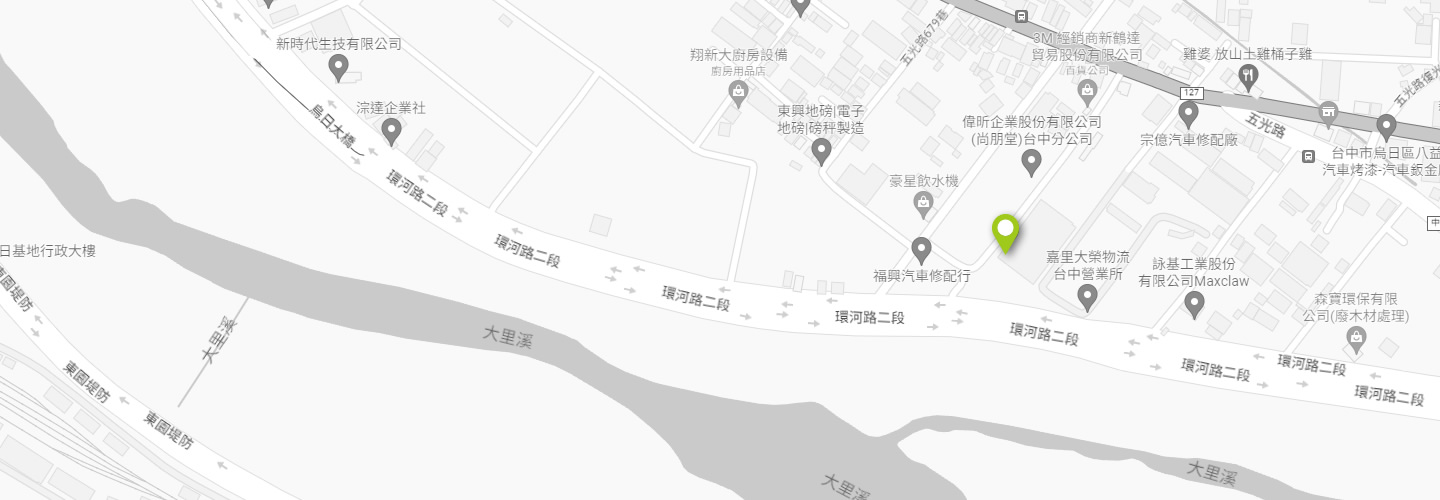 五光路679巷
新時代生技有限公司
3M 經銷商新鶴達
貿易股份有限公司
百貨公司
翔新大廚房設備
廚房用品店
雞婆 放山土雞桶子雞
五光路復光
127
渧達企業社
烏日大橋
東興地磅|電子
地磅|磅秤製造
偉昕企業股份有限公司
(尚朋堂)台中分公司
宗億汽車修配廠
五光路
台中市烏日區八益
汽車烤漆-汽車鈑金
環河路二段
豪星飲水機
中
環河路二段
日基地行政大樓
福興汽車修配行
嘉里大榮物流
台中營業所
詠基工業股份
有限公司Maxclaw
東園堤防
環河路二段
環河路二段
森寶環保有限
公司(廢木材處理)
大里溪
大里溪
環河路二段
環河路二段
環河路二段
環河路二段
東園堤防
東園堤防
大里溪
大里溪